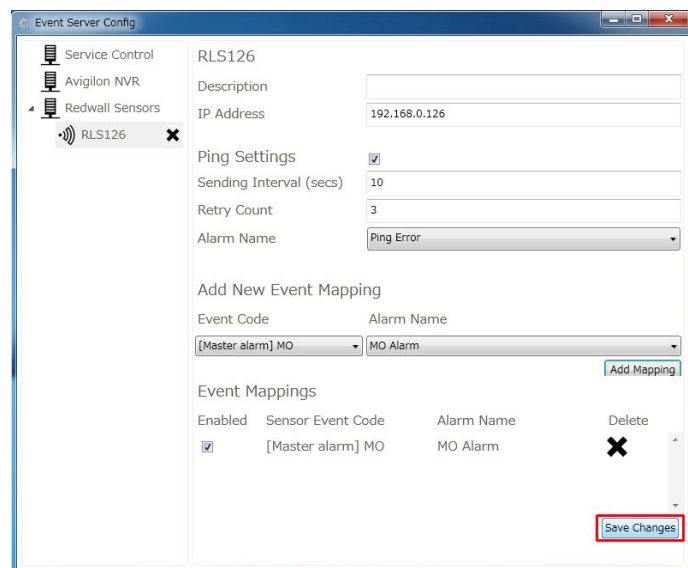 Event Server Config
Service Control
Avigilon NVR
Redwall Sensors
RLS126
RLS126
Description
IP Address 192.168.0.126
Ping Settings
Sending Interval (secs) 10
Retry Count 3
Alarm Name Ping Error
Add New Event Mapping
Event Code Alarm Name
[Master alarm] MO MO Alarm
Add Mapping
Event Mappings
Enabled Sensor Event Code Alarm Name Delete
[Master alarm] MO MO Alarm
Save Changes